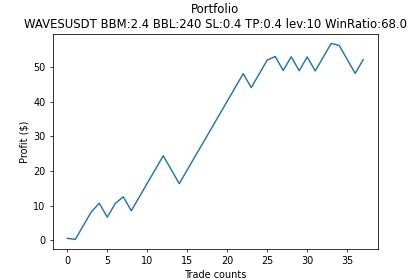 Portfolio
WAVESUSDT BBM:2.4 BBL:240 SL:0.4 TP:0.4 lev:10 WinRatio:68.0
50
40
30
20
10
0
Profit ($)
0 5 10 15 20 25 30 35
Trade counts